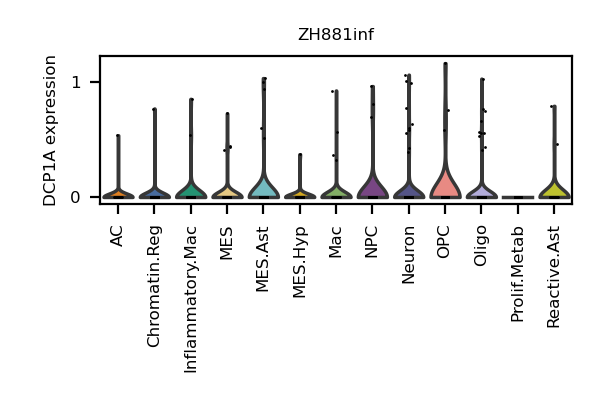 ZH881inf
DCP1A expression
1
0
AC
Chromatin.Reg
Inflammatory.Mac
MES
MES.Ast
MES.Hyp
Mac
NPC
Neuron
OPC
Oligo
Prolif.Metab
Reactive.Ast